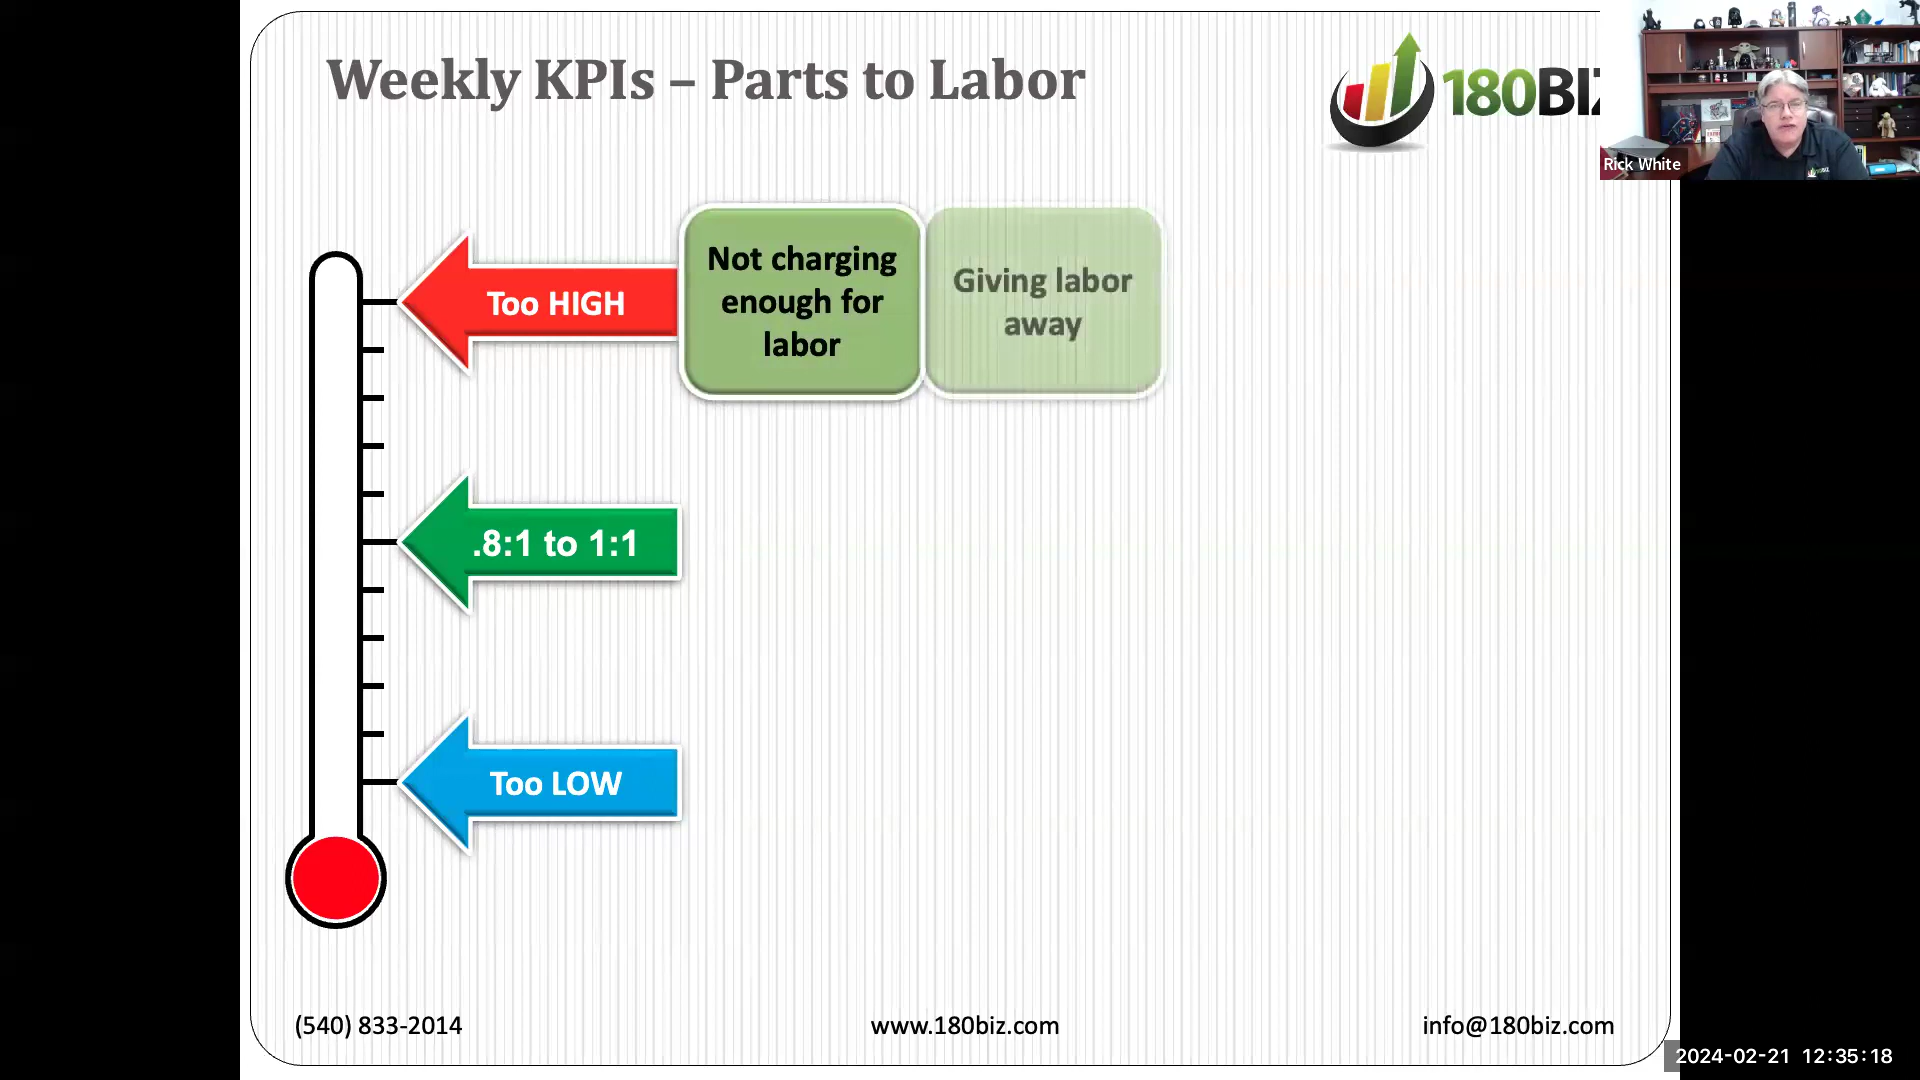 Weekly KPIs – Parts to Labor
180BIZ
Rick White
Too HIGH
Not charging
enough for
labor
Giving labor
away
.8:1 to 1:1
Too LOW
(540) 833-2014
www.180biz.com
info@180biz.com
2024-02-21 12:35:18